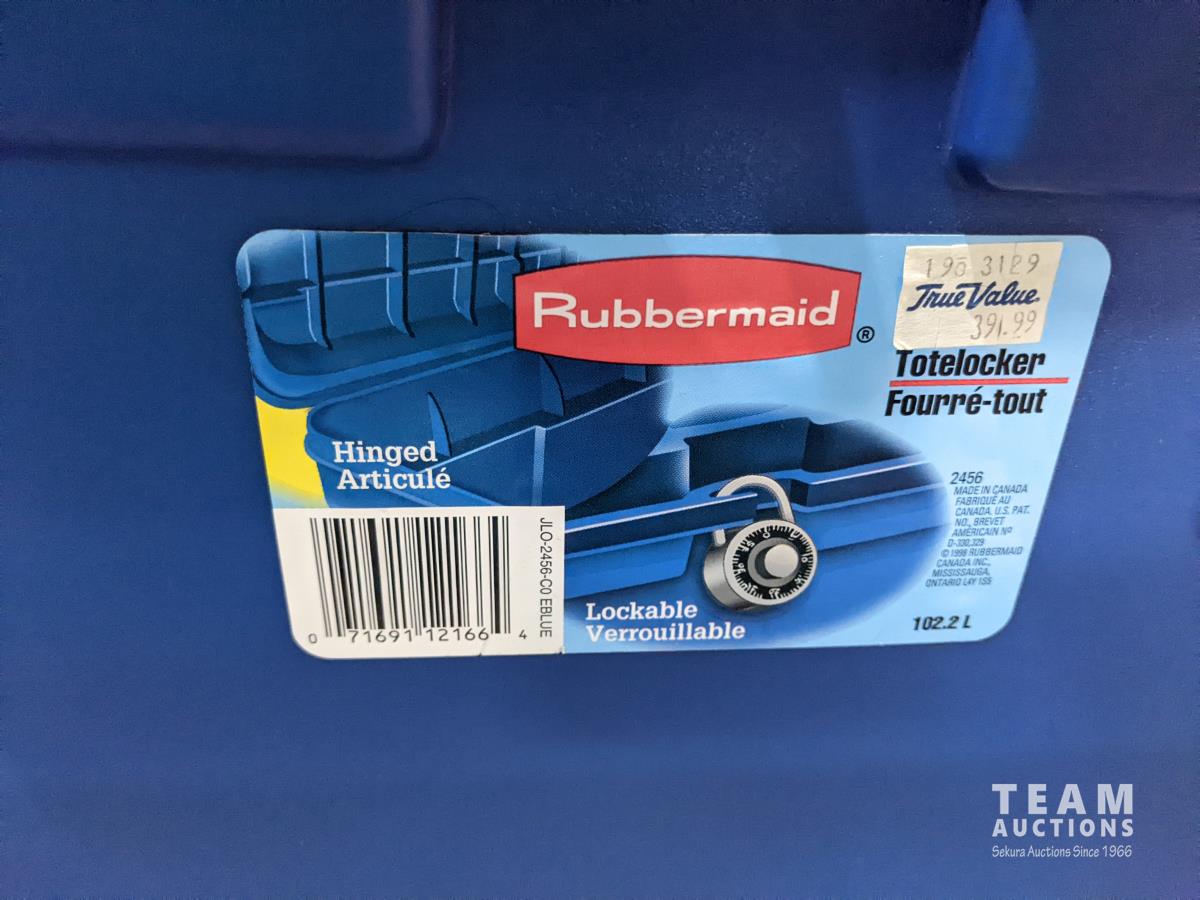 Rubbermaid®
195 3129
True Value.
391.99
Totelocker
Fourré-tout
Hinged
Articulé
2456
MADE IN CANADA
FABRIQUÉ AU
CANADA. U.S. PAT.
NO., BREVET
AMÉRICAIN Nº
D-330,329
© 1998 RUBBERMAID
CANADA INC.,
MISSISSAUGA,
ONTARIO L4Y 1S5
102.2 L
Lockable
Verrouillable
JLO-2456-C0 EBLUE
0 71691 12166 4
TEAM
AUCTIONS
Sekura Auctions Since 1966